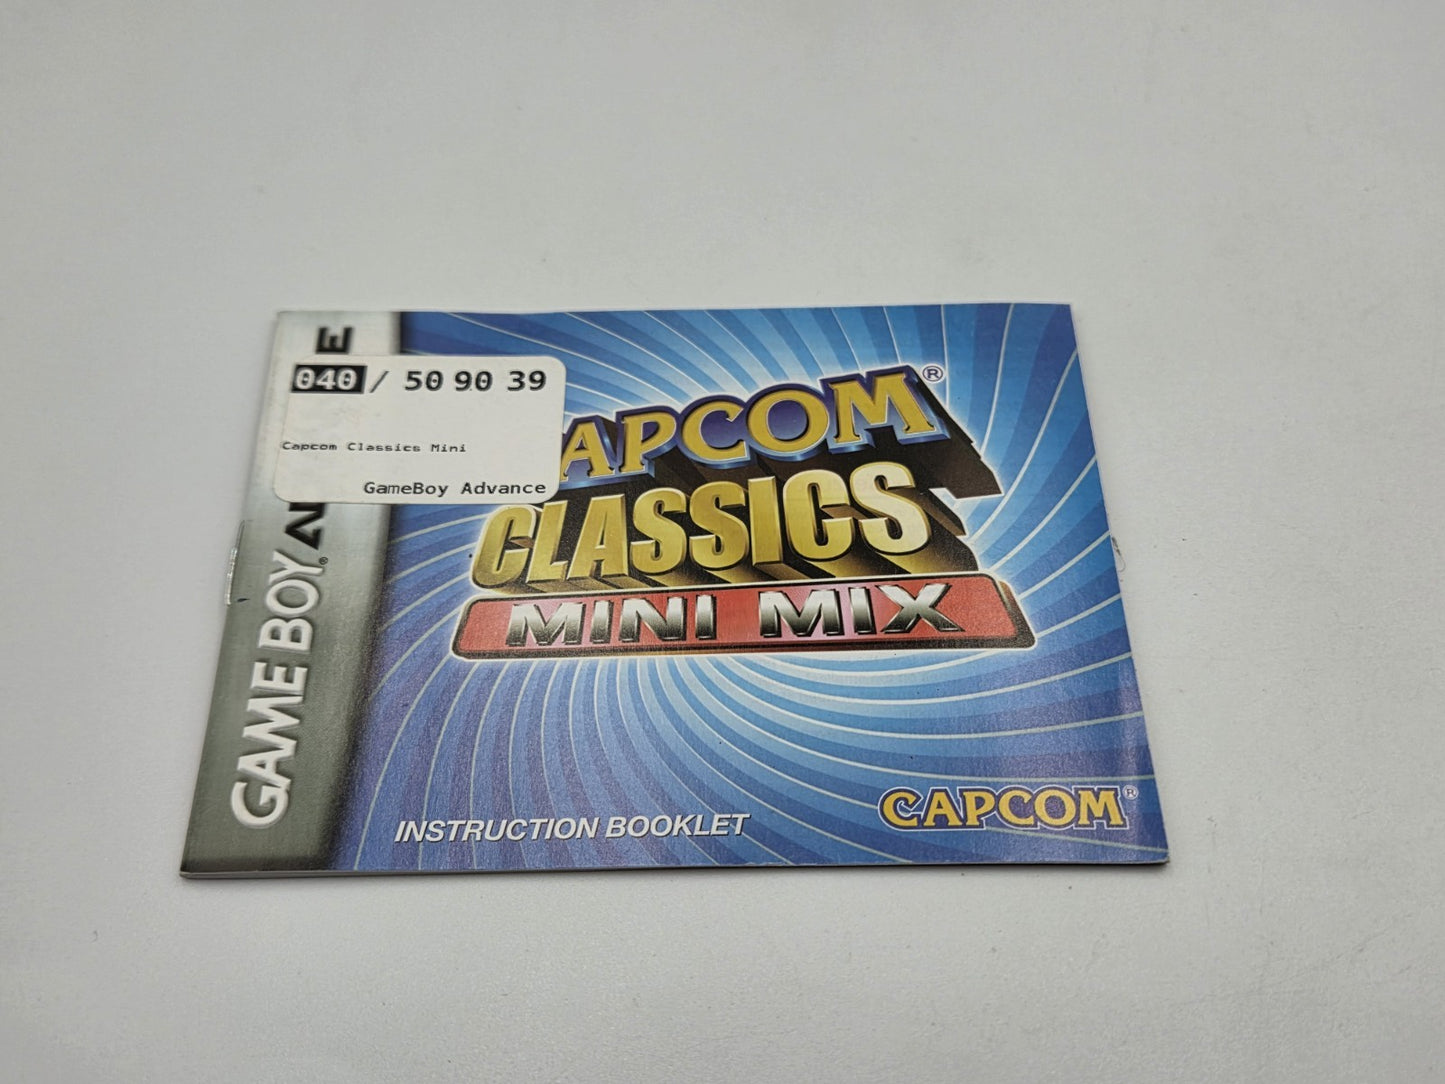 040 / 50 90 39
Capcom Classics Mini
GameBoy Advance
GAME BOY
CAPCOM®
CLASSICS
MINI MIX
INSTRUCTION BOOKLET
CAPCOM®